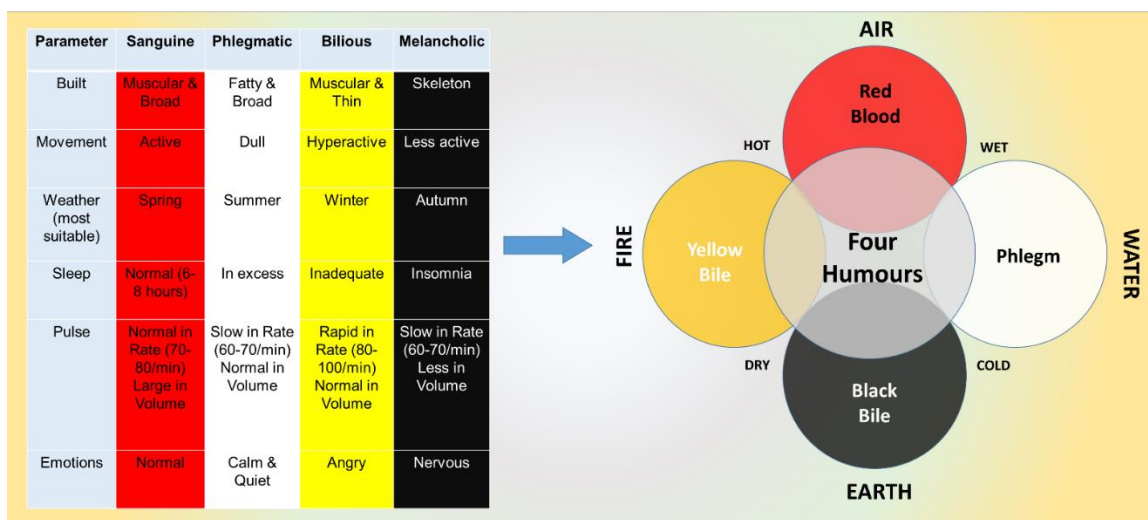 Parameter Sanguine Phlegmatic Bilious Melancholic
Built Muscular & Broad Fatty & Broad Muscular & Thin Skeleton
Movement Active Dull Hyperactive Less active
Weather (most suitable) Spring Summer Winter Autumn
Sleep Normal (6-8 hours) In excess Inadequate Insomnia
Pulse Normal in Rate (70-80/min) Large in Volume Slow in Rate (60-70/min) Normal in Volume Rapid in Rate (80-100/min) Normal in Volume Slow in Rate (60-70/min) Less in Volume
Emotions Normal Calm & Quiet Angry Nervous
AIR
Red
Blood
HOT
WET
FIRE
Yellow
Bile
Four
Humours
Phlegm
WATER
DRY
COLD
Black
Bile
EARTH